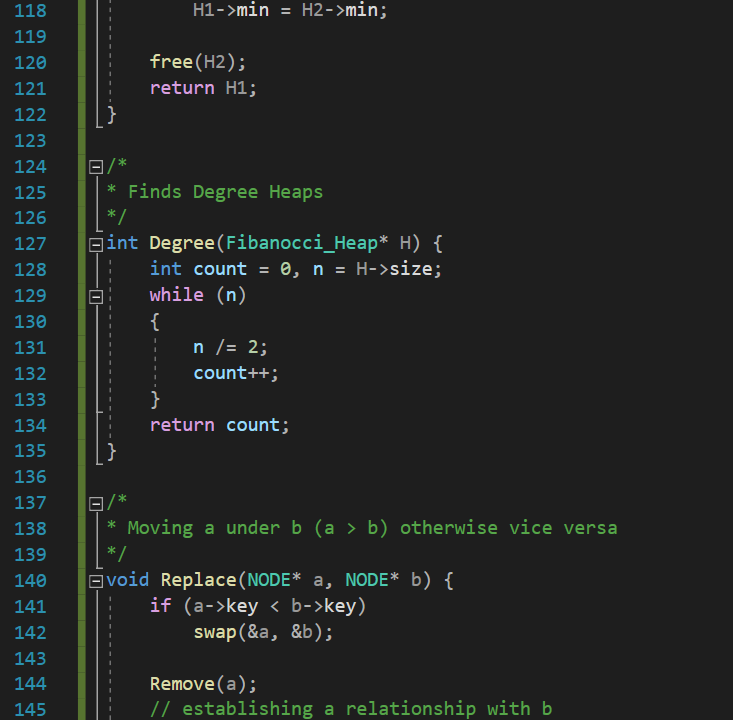 118 H1->min = H2->min;
119
120 free(H2);
121 return H1;
122 }
123
124 /*
125 * Finds Degree Heaps
126 */
127 int Degree(Fibanocci_Heap* H) {
128 int count = 0, n = H->size;
129 while (n)
130 {
131 n /= 2;
132 count++;
133 }
134 return count;
135 }
136
137 /*
138 * Moving a under b (a > b) otherwise vice versa
139 */
140 void Replace(NODE* a, NODE* b) {
141 if (a->key < b->key)
142 swap(&a, &b);
143
144 Remove(a);
145 // establishing a relationship with b